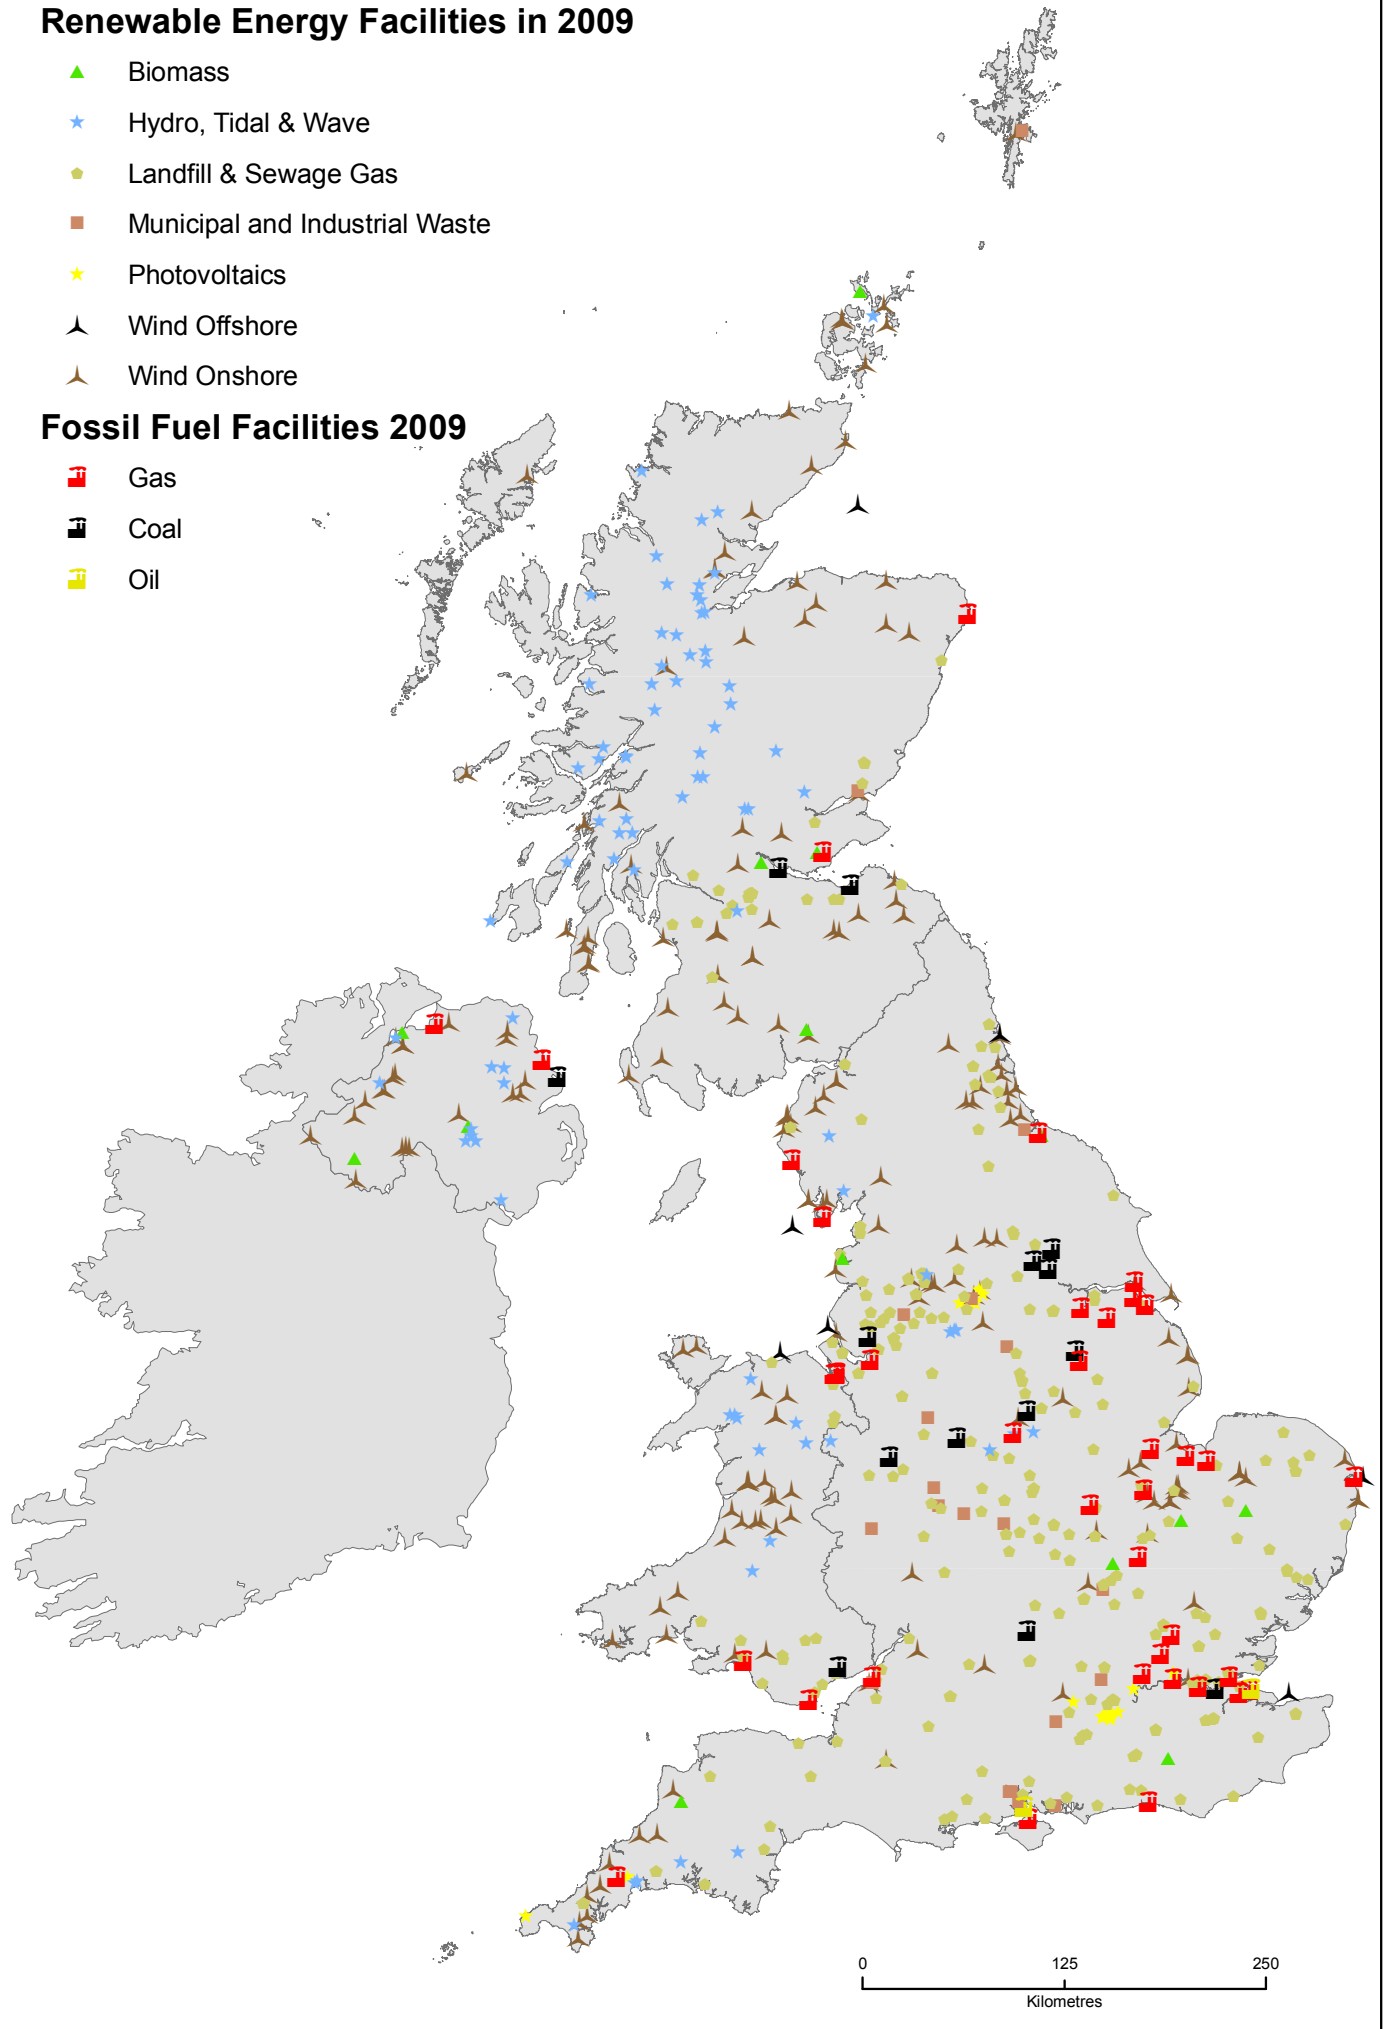 Renewable Energy Facilities in 2009
Biomass
Hydro, Tidal & Wave
Landfill & Sewage Gas
Municipal and Industrial Waste
Photovoltaics
Wind Offshore
Wind Onshore
Fossil Fuel Facilities 2009
Gas
Coal
Oil
0 125 250
Kilometres